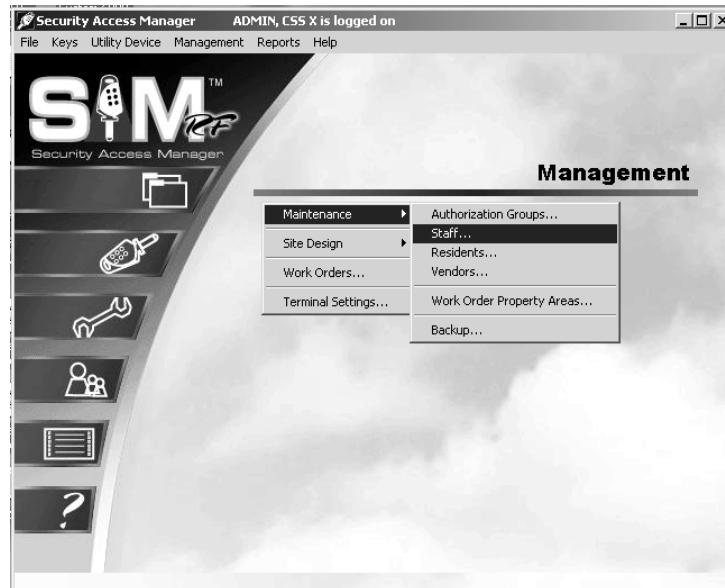 Security Access Manager ADMIN, CSS X is logged on
File Keys Utility Device Management Reports Help
SAM TM
RF
Security Access Manager
Management
Maintenance
Site Design
Work Orders...
Terminal Settings...
Authorization Groups...
Staff...
Residents...
Vendors...
Work Order Property Areas...
Backup...
?